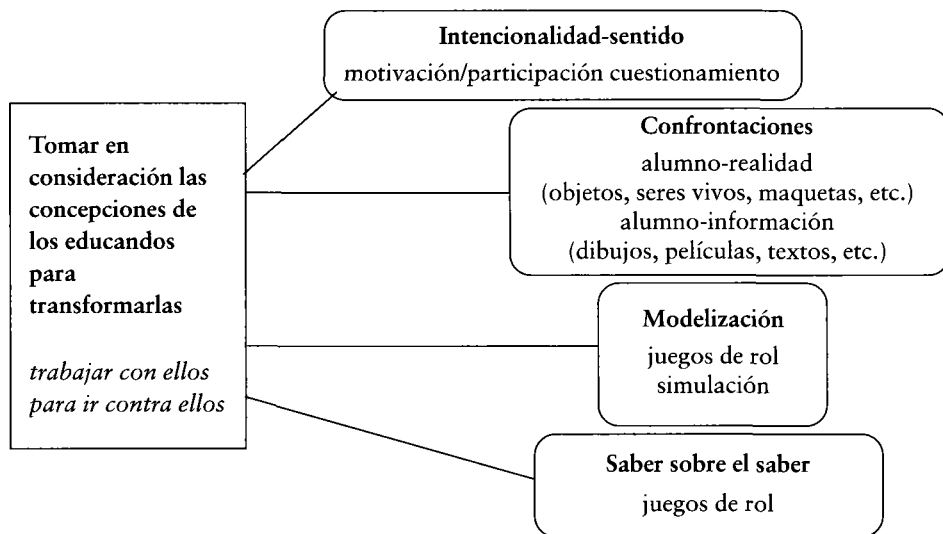 Intencionalidad-sentido
motivación/participación cuestionamiento
Tomar en
consideración las
concepciones de
los educandos
para
transformarlas
trabajar con ellos
para ir contra ellos
Confrontaciones
alumno-realidad
(objetos, seres vivos, maquetas, etc.)
alumno-información
(dibujos, películas, textos, etc.)
Modelización
juegos de rol
simulación
Saber sobre el saber
juegos de rol